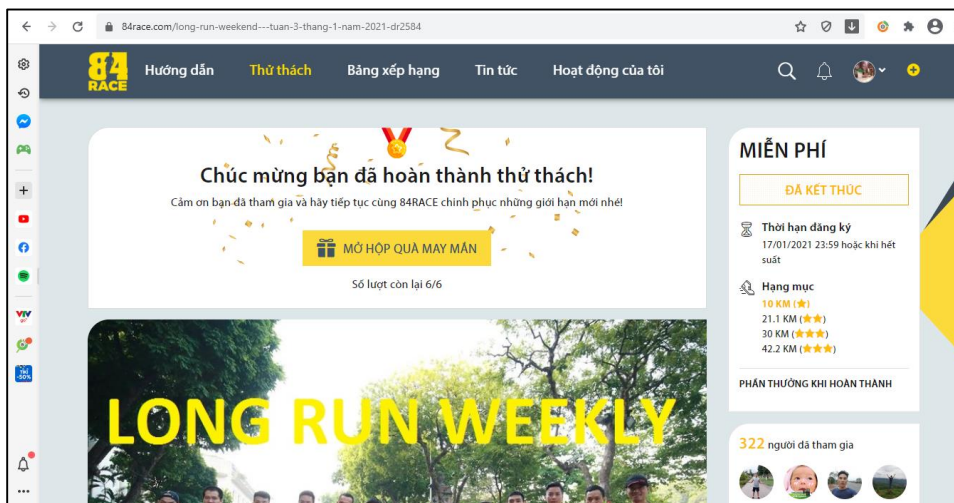 84race.com/long-run-weekend---tuan-3-thang-1-nam-2021-dr2584
84
RACE
Hướng dẫn
Thử thách
Bảng xếp hạng
Tin tức
Hoạt động của tôi
Chúc mừng bạn đã hoàn thành thử thách!
Cảm ơn bạn đã tham gia và hãy tiếp tục cùng 84RACE chinh phục những giới hạn mới nhé!
MỞ HỘP QUÀ MAY MẮN
Số lượt còn lại 6/6
LONG RUN WEEKLY
MIỄN PHÍ
ĐÃ KẾT THÚC
Thời hạn đăng ký
17/01/2021 23:59 hoặc khi hết
suất
Hạng mục
10 KM (★)
21.1 KM (★★)
30 KM (★★★)
42.2 KM (★★★)
PHẦN THƯỞNG KHI HOÀN THÀNH
322 người đã tham gia
VTV
-50%